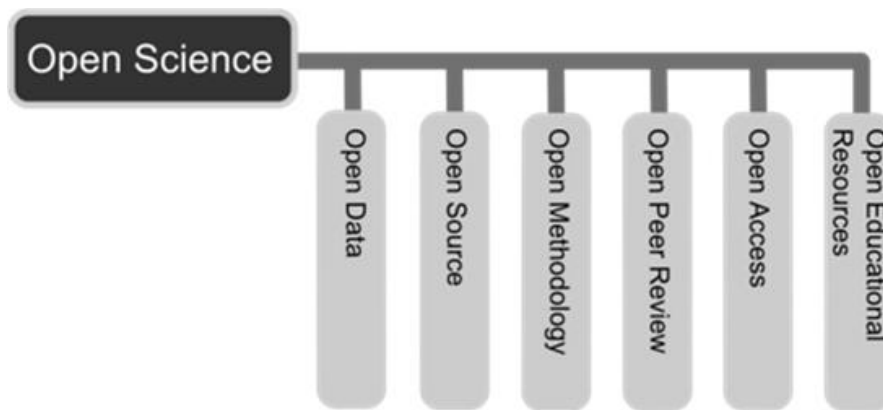 Open Science
Open Data
Open Source
Open Methodology
Open Peer Review
Open Access
Open Educational
Resources